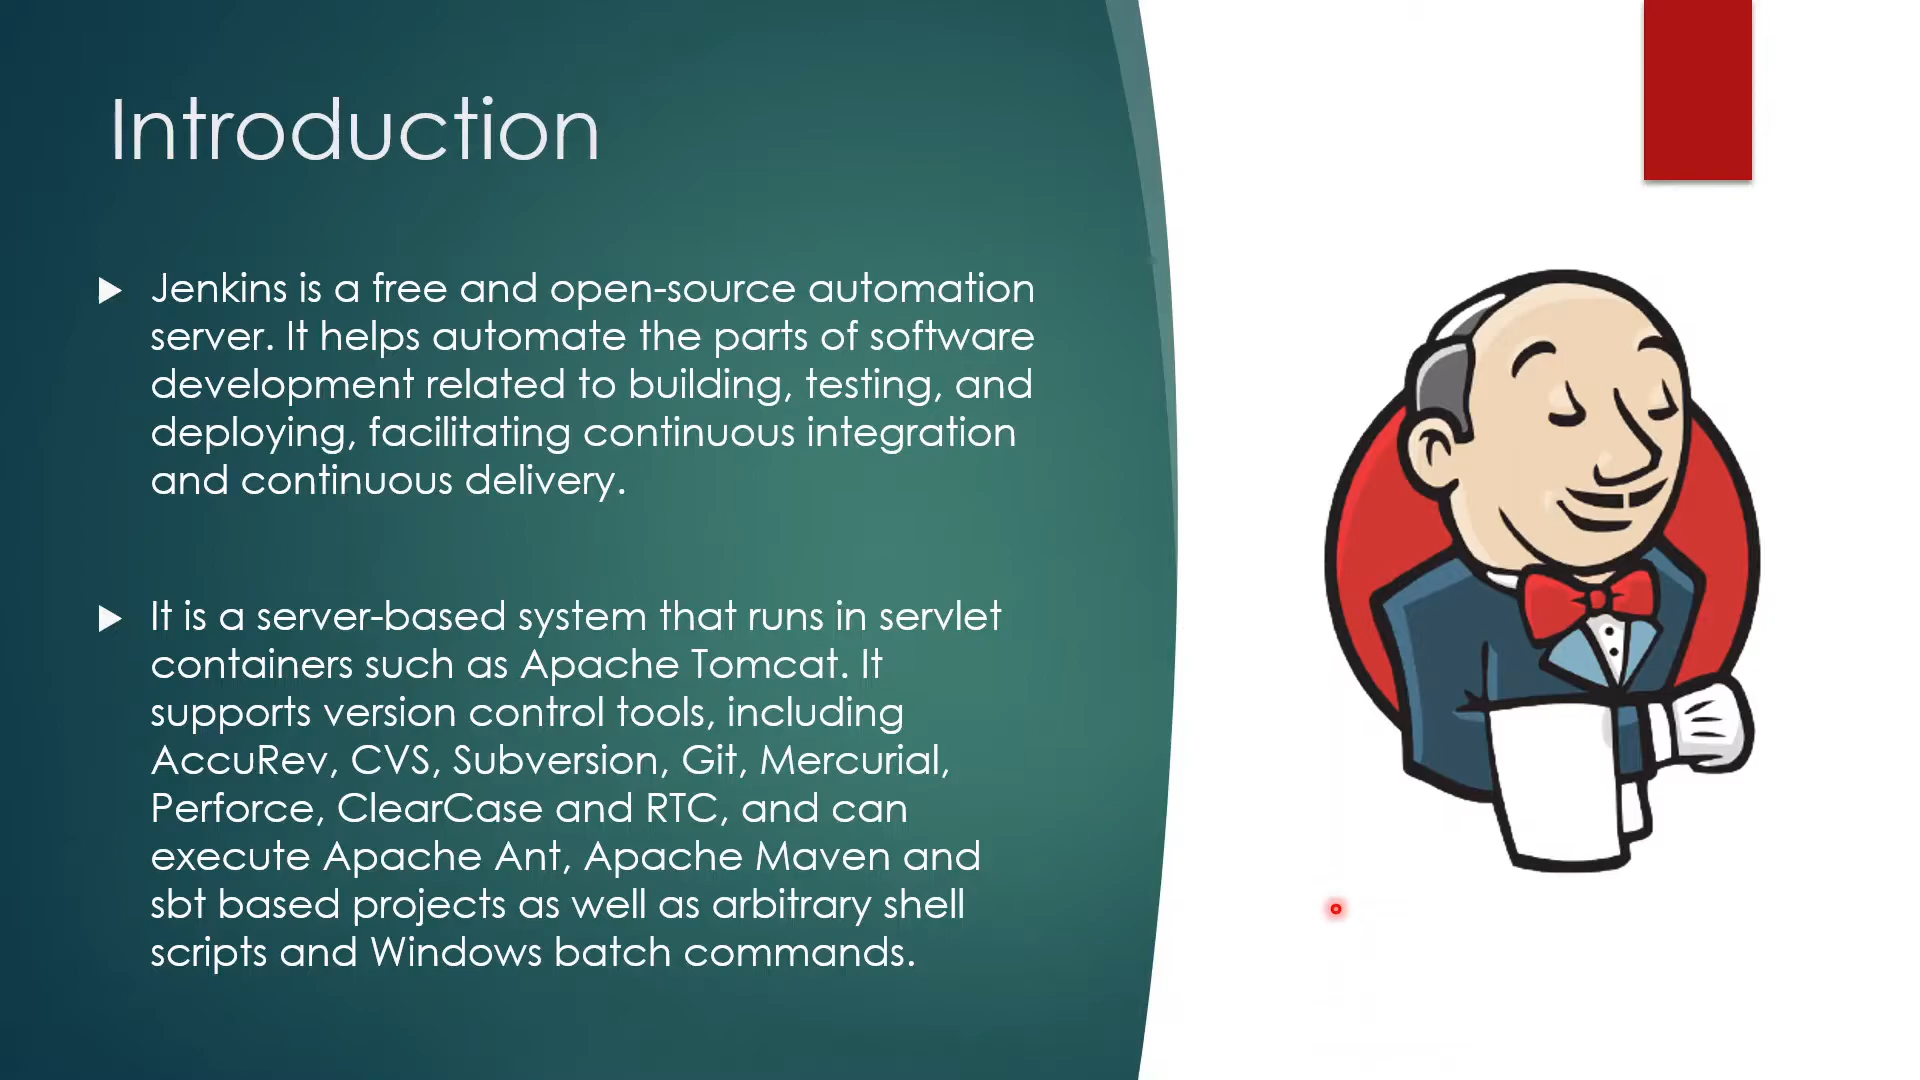 Introduction
Jenkins is a free and open-source automation
server. It helps automate the parts of software
development related to building, testing, and
deploying, facilitating continuous integration
and continuous delivery.
It is a server-based system that runs in servlet
containers such as Apache Tomcat. It
supports version control tools, including
AccuRev, CVS, Subversion, Git, Mercurial,
Perforce, ClearCase and RTC, and can
execute Apache Ant, Apache Maven and
sbt based projects as well as arbitrary shell
scripts and Windows batch commands.